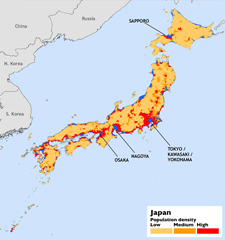 Russia
SAPPORO
China
N. Korea
S. Korea
TOKYO /
KAWASAKI /
YOKOHAMA
NAGOYA
OSAKA
Japan
Population density
Low Medium High